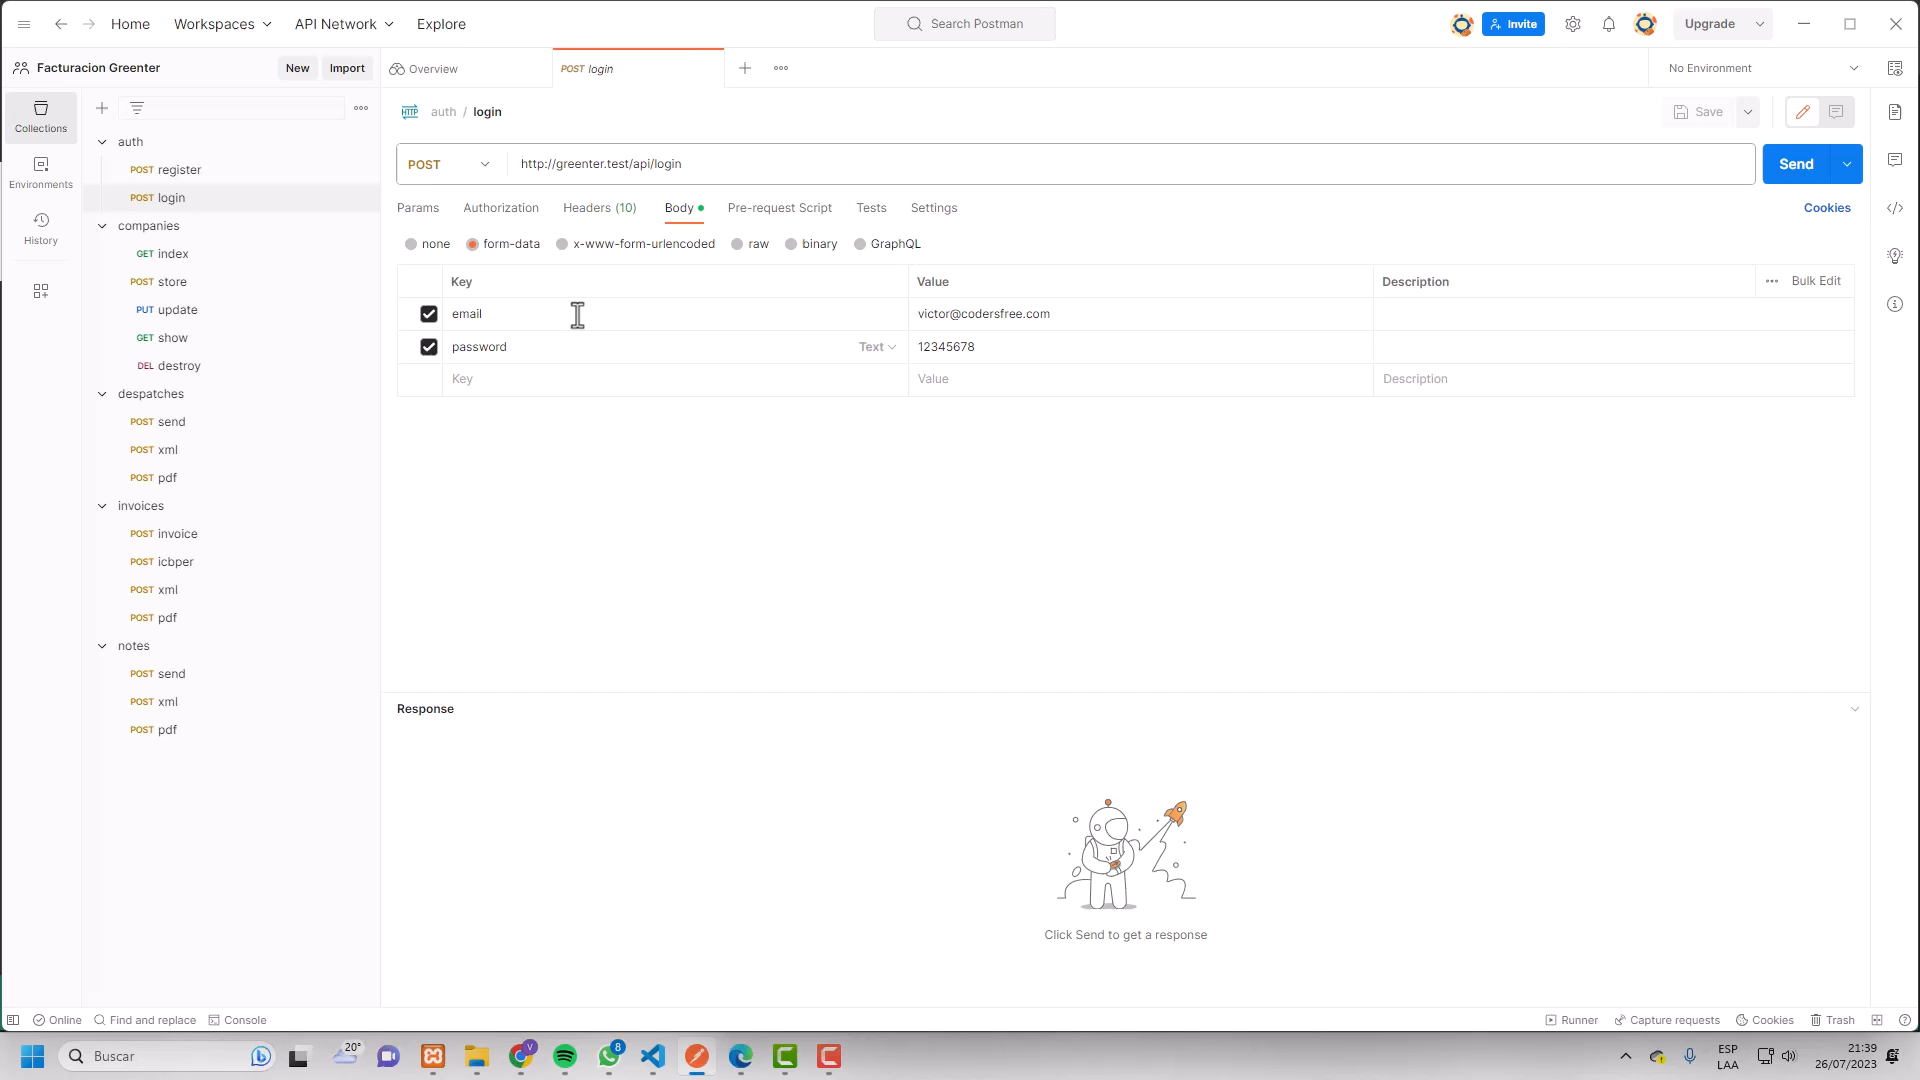 Home
Workspaces
API Network
Explore
Search Postman
Invite
Upgrade
Facturacion Greenter
New
Import
Overview
POST login
No Environment
Collections
Environments
History
auth
POST register
POST login
companies
GET index
POST store
PUT update
GET show
DEL destroy
despatches
POST send
POST xml
POST pdf
invoices
POST invoice
POST icbper
POST xml
POST pdf
notes
POST send
POST xml
POST pdf
HTTP auth / login
Save
POST
http://greenter.test/api/login
Send
Params
Authorization
Headers (10)
Body
Pre-request Script
Tests
Settings
Cookies
none
form-data
x-www-form-urlencoded
raw
binary
GraphQL
Key
Value
Description
Bulk Edit
email
victor@codersfree.com
password
Text
12345678
Key
Value
Description
Response
Click Send to get a response
Online
Find and replace
Console
Runner
Capture requests
Cookies
Trash
Buscar
20°
V
8
ESP
LAA
21:39
26/07/2023